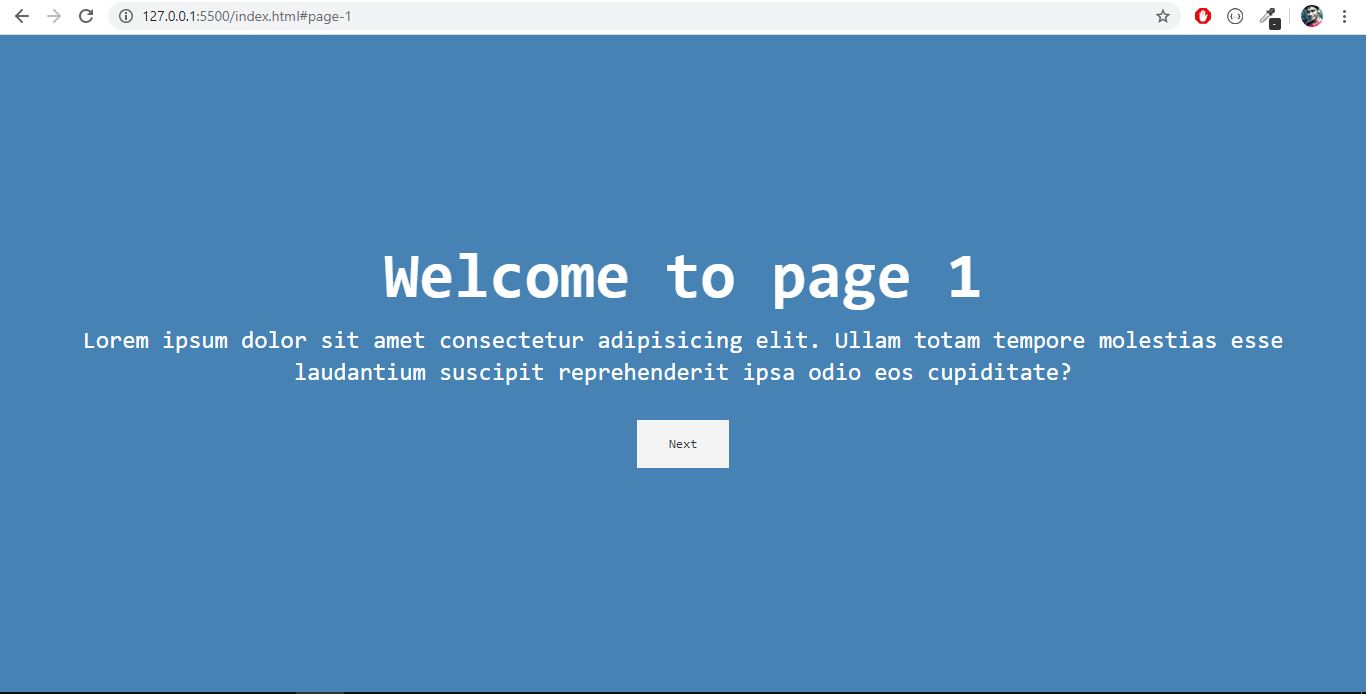 127.0.0.1:5500/index.html#page-1
Welcome to page 1
Lorem ipsum dolor sit amet consectetur adipisicing elit. Ullam totam tempore molestias esse
laudantium suscipit reprehenderit ipsa odio eos cupiditate?
Next